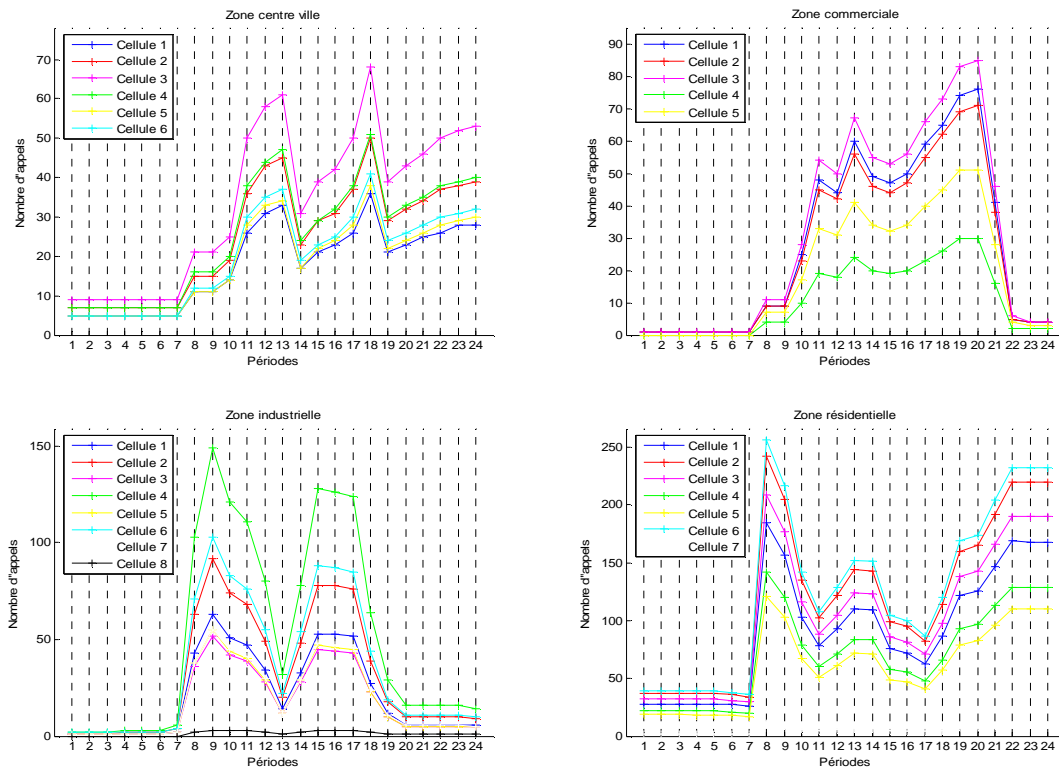 Zone centre ville
Nombre d"appels
70
60
50
40
30
20
10
0
Cellule 1
Cellule 2
Cellule 3
Cellule 4
Cellule 5
Cellule 6
1 2 3 4 5 6 7 8 9 10 11 12 13 14 15 16 17 18 19 20 21 22 23 24
Périodes
Zone commerciale
Nombre d"appels
90
80
70
60
50
40
30
20
10
0
Cellule 1
Cellule 2
Cellule 3
Cellule 4
Cellule 5
1 2 3 4 5 6 7 8 9 10 11 12 13 14 15 16 17 18 19 20 21 22 23 24
Périodes
Zone industrielle
Nombre d"appels
150
100
50
0
Cellule 1
Cellule 2
Cellule 3
Cellule 4
Cellule 5
Cellule 6
Cellule 7
Cellule 8
1 2 3 4 5 6 7 8 9 10 11 12 13 14 15 16 17 18 19 20 21 22 23 24
Périodes
Zone résidentielle
Nombre d"appels
250
200
150
100
50
0
Cellule 1
Cellule 2
Cellule 3
Cellule 4
Cellule 5
Cellule 6
Cellule 7
1 2 3 4 5 6 7 8 9 10 11 12 13 14 15 16 17 18 19 20 21 22 23 24
Périodes